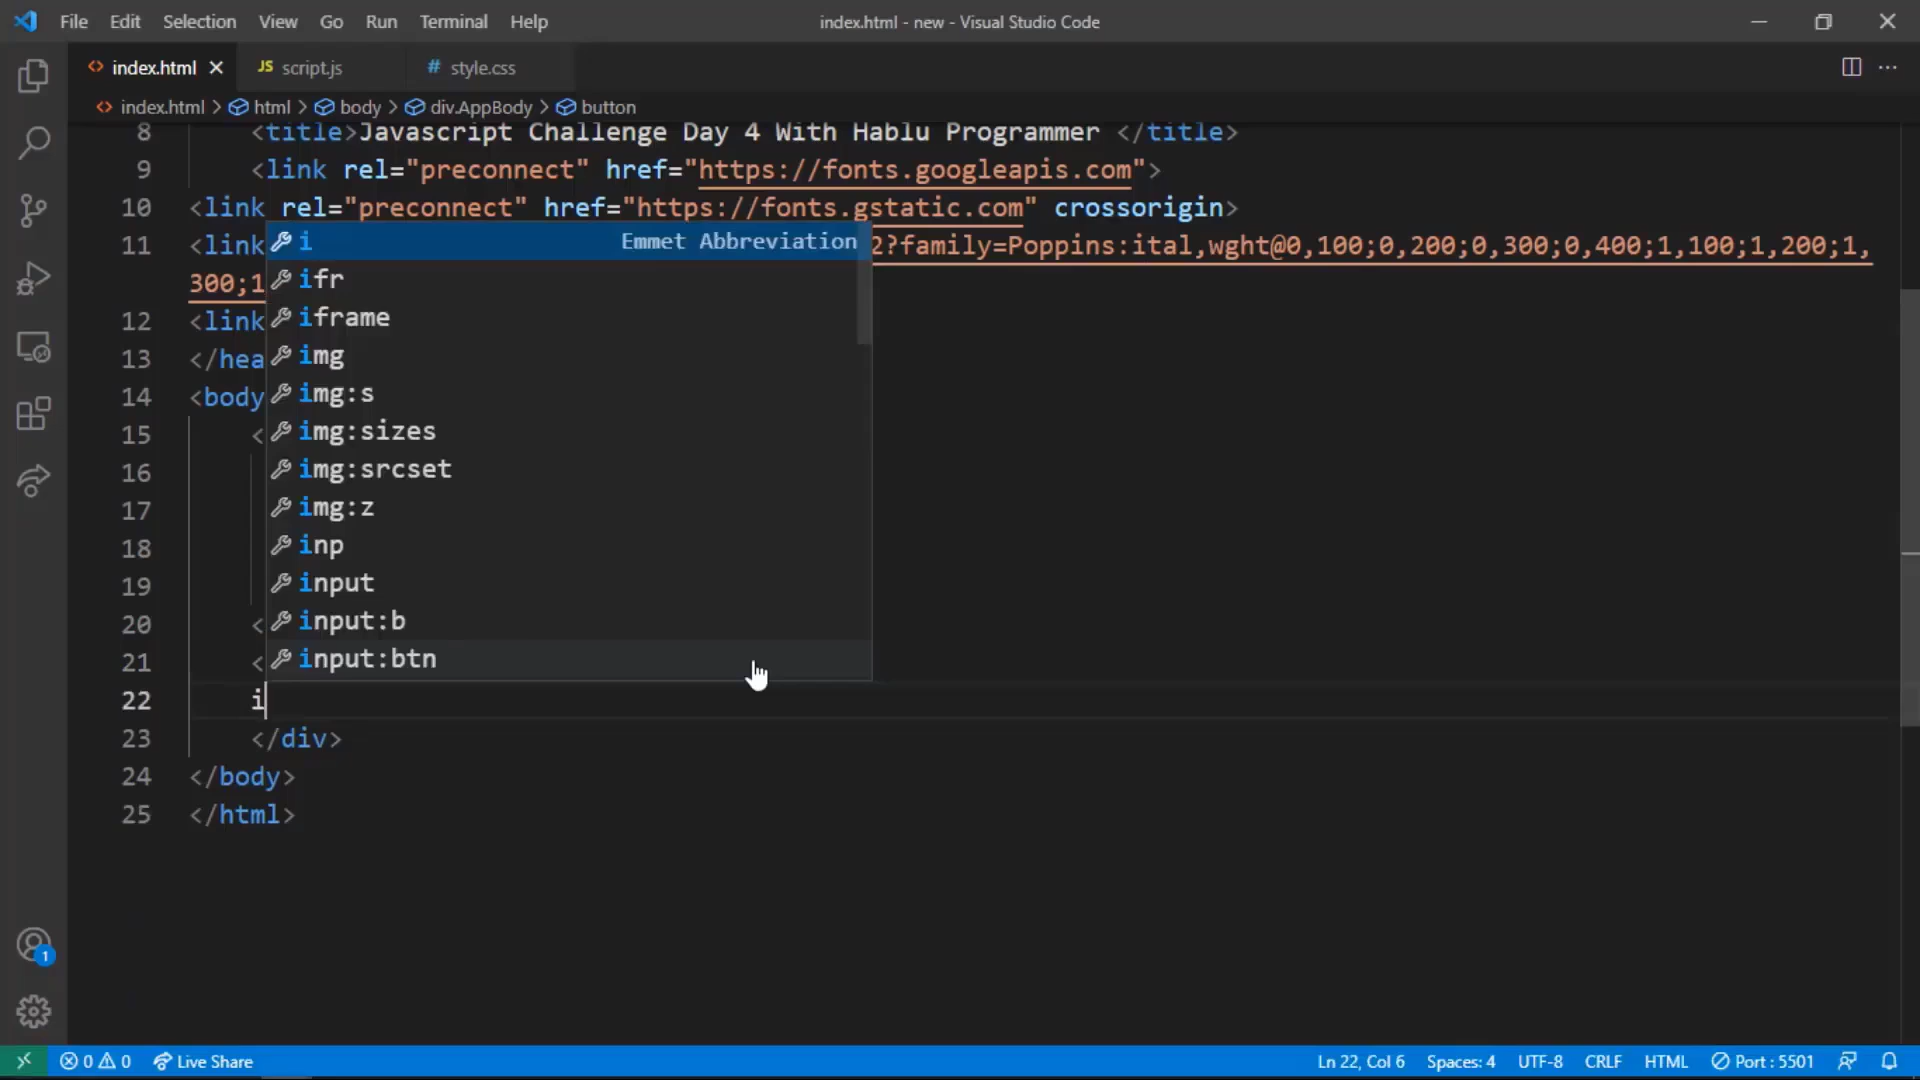 File Edit Selection View Go Run Terminal Help index.html - new - Visual Studio Code
index.html JS script.js # style.css
index.html > html > body > div.AppBody > button
8 <title>Javascript Challenge Day 4 With Hablu Programmer </title>
9 <link rel="preconnect" href="https://fonts.googleapis.com">
10 <link rel="preconnect" href="https://fonts.gstatic.com" crossorigin>
11 <link 2?family=Poppins:ital,wght@0,100;0,200;0,300;0,400;1,100;1,200;1,
300;1
12 <link
13 </hea
14 <body
15 <
16
17
18
19
20 <
21 <
22 i
23 </div>
24 </body>
25 </html>
i Emmet Abbreviation
ifr
iframe
img
img:s
img:sizes
img:srcset
img:z
inp
input
input:b
input:btn
1
0 0 Live Share Ln 22, Col 6 Spaces: 4 UTF-8 CRLF HTML Port : 5501